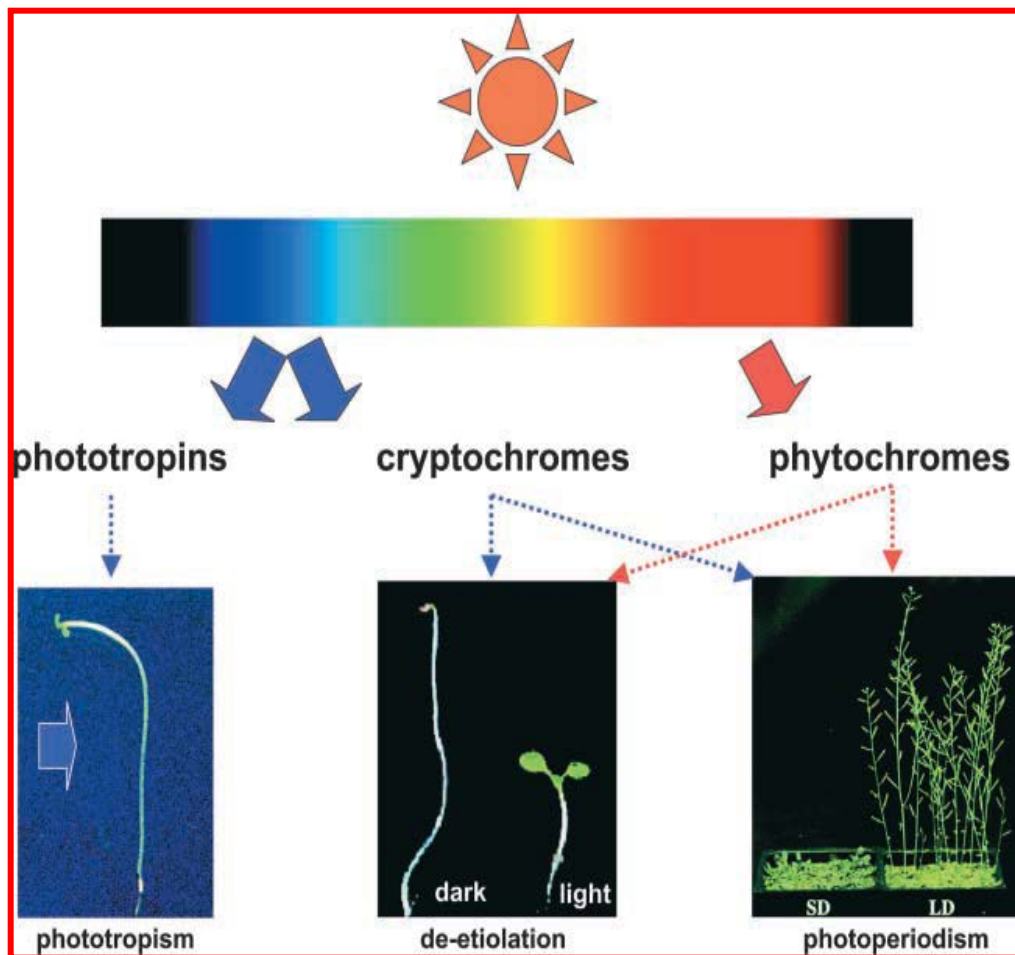 phototropins cryptochromes phytochromes
dark light
SD LD
phototropism de-etiolation photoperiodism